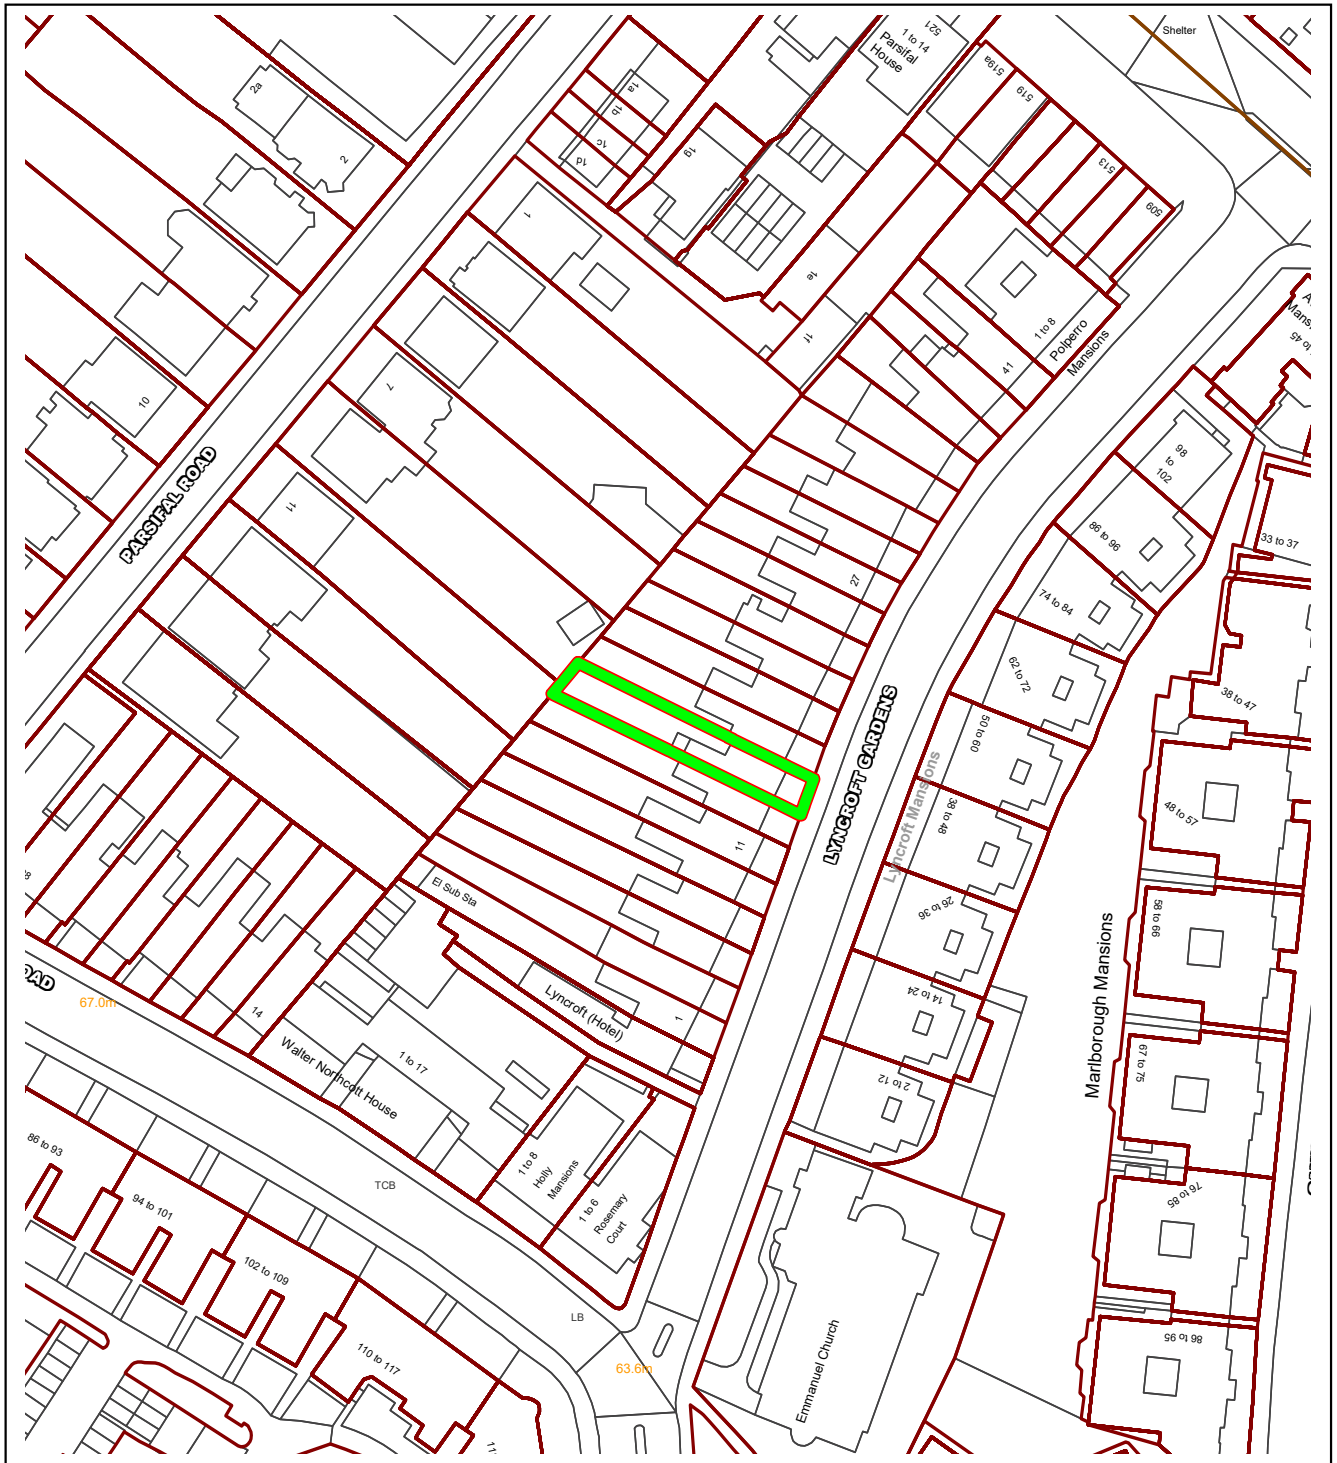 Shelter
2a
2
1a
1b
1c
1d
1g
521
1 to 14
Parsifal
House
519a
519
513
509
1
1e
1f
1 to 8
Polperro
Mansions
41
7
10
11
PARSIFAL ROAD
98
to
102
86 to 96
33 to 37
74 to 84
27
62 to 72
38 to 47
50 to 60
LYNCROFT GARDENS
Lyncroft Mansions
48 to 57
38 to 48
11
El Sub Sta
26 to 36
58 to 66
Marlborough Mansions
67.0m
14
Lyncroft (Hotel)
1
14 to 24
Walter Northcott House
1 to 17
2 to 12
67 to 75
86 to 93
TCB
94 to 101
1 to 8
Holly
Mansions
1 to 6
Rosemary
Court
76 to 85
102 to 109
LB
110 to 117
63.6m
Emmanuel Church
86 to 95